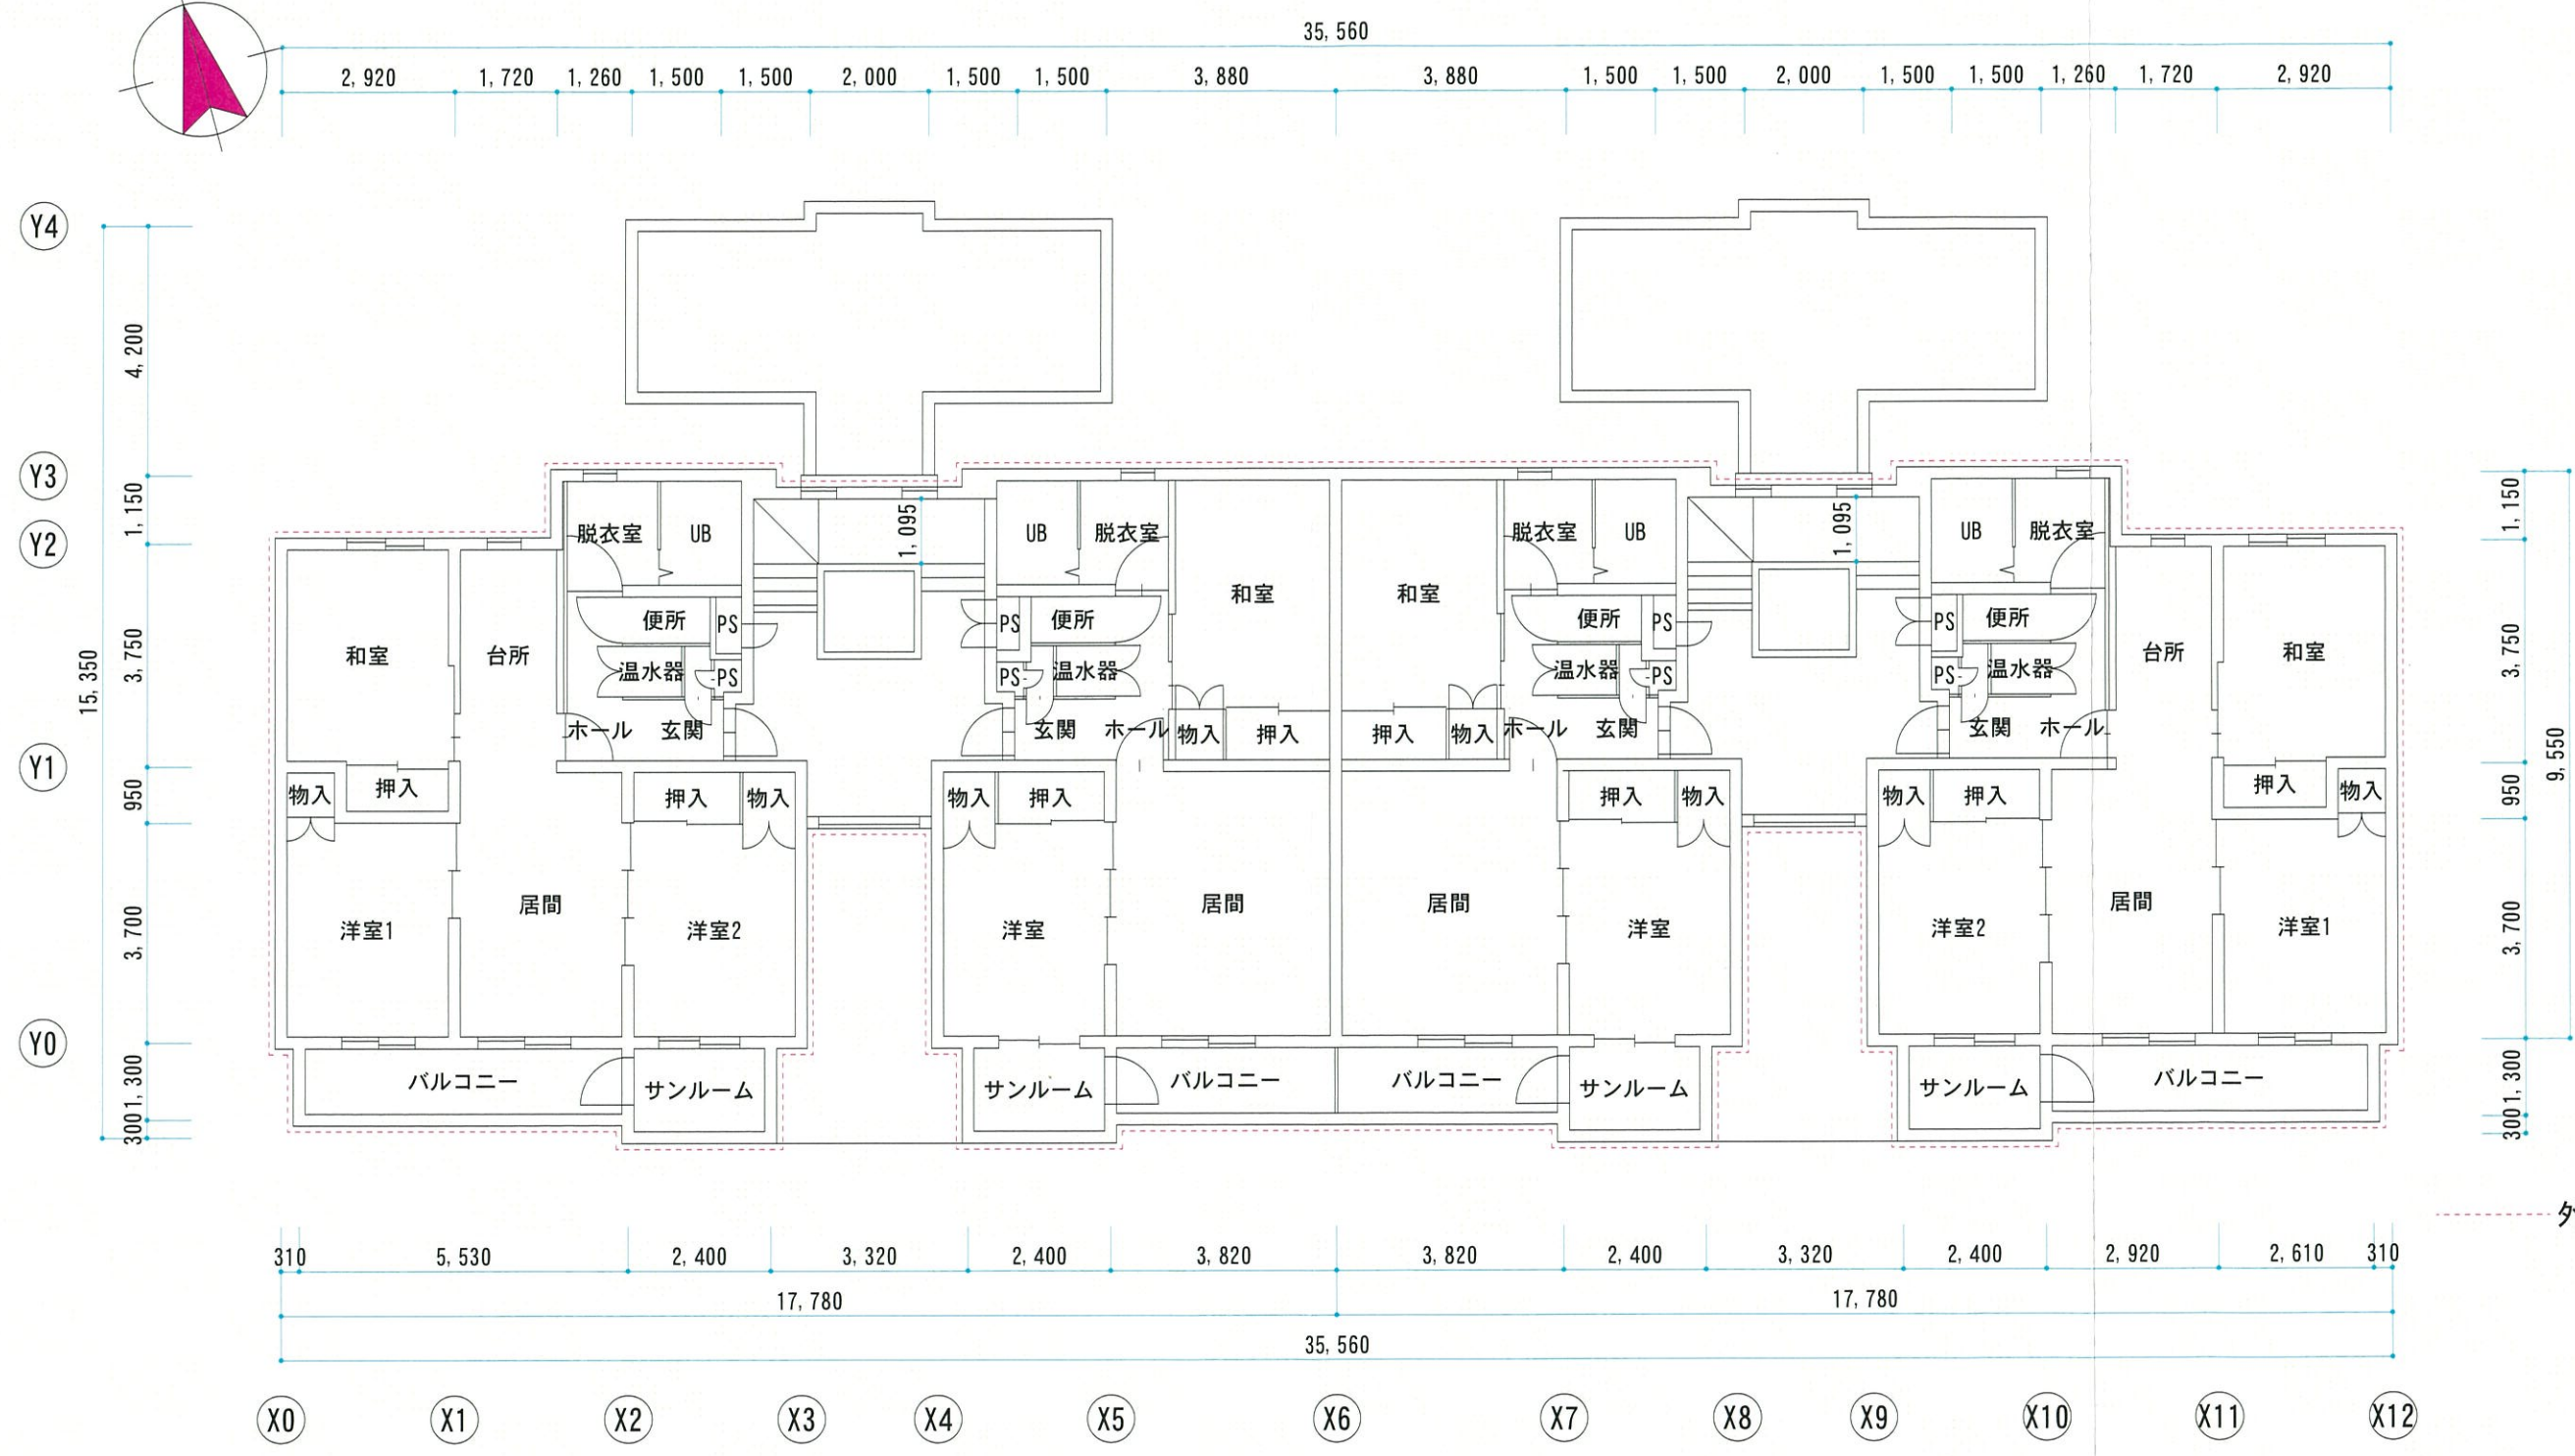 35,560
2,920 1,720 1,260 1,500 1,500 2,000 1,500 1,500 3,880 3,880 1,500 1,500 2,000 1,500 1,500 1,260 1,720 2,920
Y4
4,200
Y3
1,150 1,150
1,095 1,095
Y2
脱衣室 UB UB 脱衣室 脱衣室 UB UB 脱衣室
和室 和室
便所 PS PS 便所 便所 PS PS 便所
和室 台所 台所 和室
15,350 3,750 3,750
温水器 PS PS 温水器 温水器 PS PS 温水器
ホール 玄関 玄関 ホール 物入 押入 押入 物入 ホール 玄関 玄関 ホール
Y1
9,550
950 950
物入 押入 押入 物入 物入 押入 押入 物入 物入 押入 押入 物入
3,700 3,700
洋室1 居間 洋室2 洋室 居間 居間 洋室 洋室2 居間 洋室1
Y0
1,300 1,300
バルコニー サンルーム サンルーム バルコニー バルコニー サンルーム サンルーム バルコニー
300 300
310 5,530 2,400 3,320 2,400 3,820 3,820 2,400 3,320 2,400 2,920 2,610 310
17,780 17,780
35,560
X0 X1 X2 X3 X4 X5 X6 X7 X8 X9 X10 X11 X12